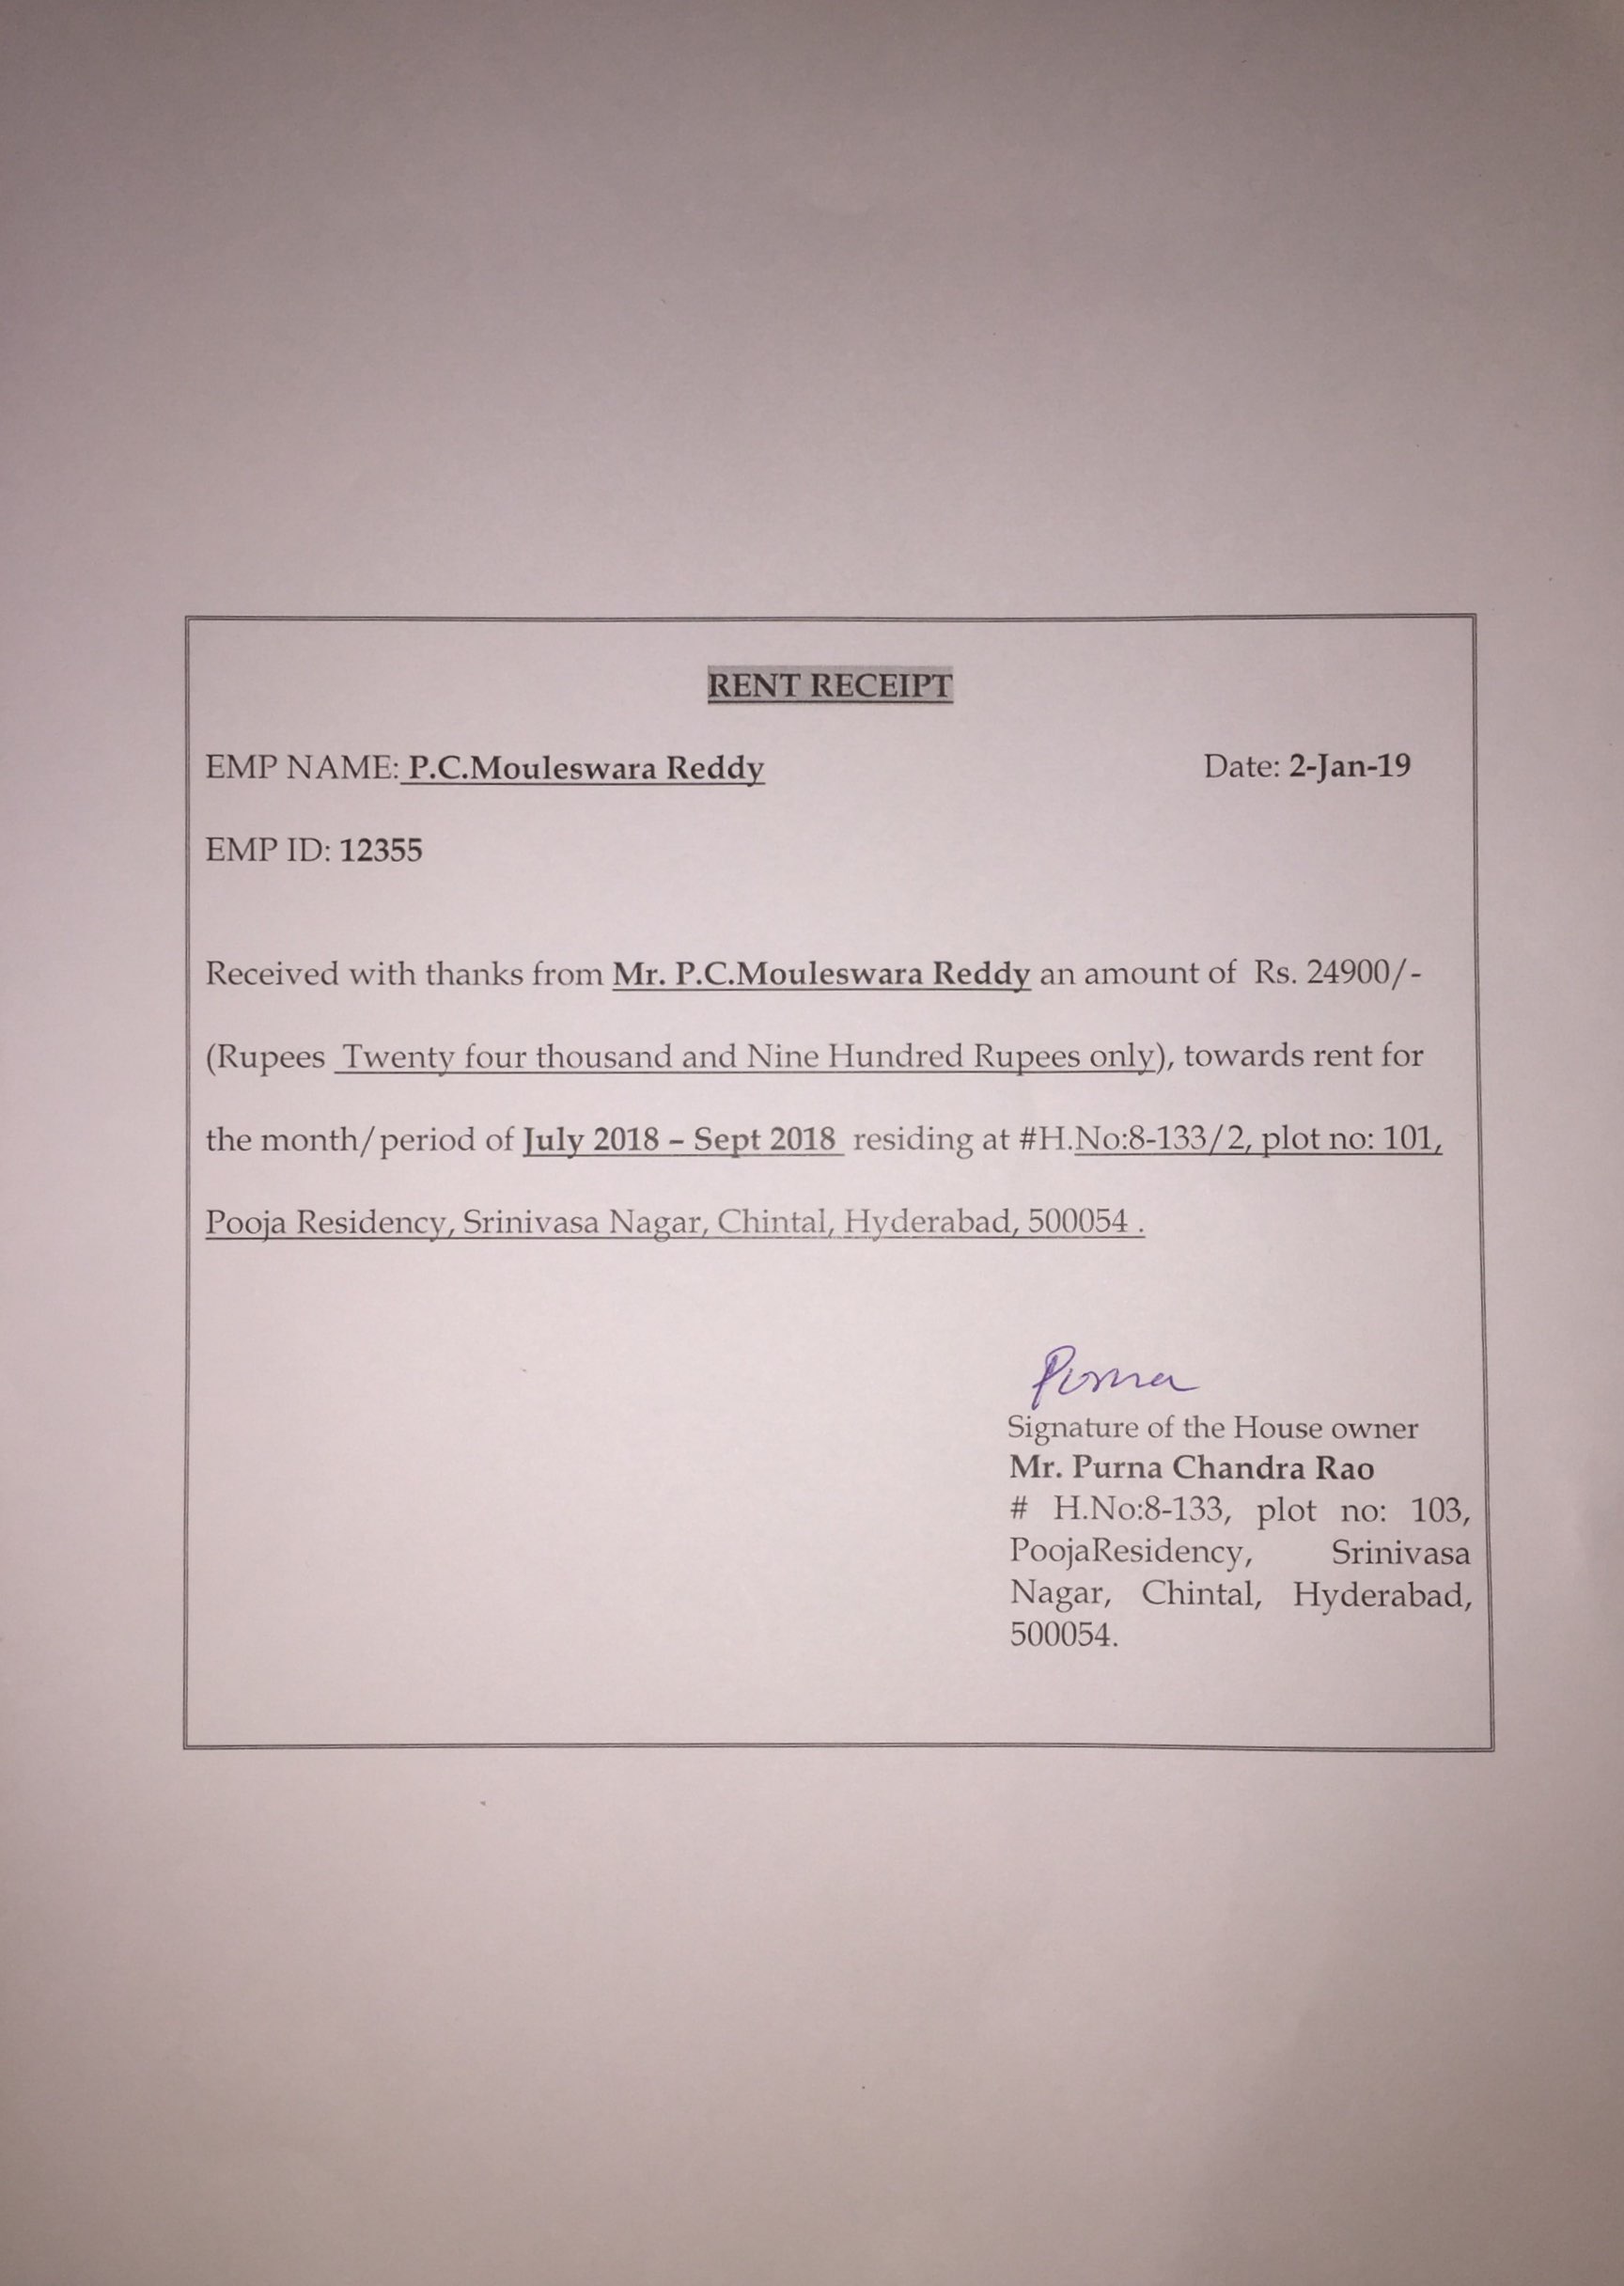 RENT RECEIPT
EMP NAME: P.C.Mouleswara Reddy Date: 2-Jan-19
EMP ID: 12355
Received with thanks from Mr. P.C.Mouleswara Reddy an amount of Rs. 24900/-
(Rupees Twenty four thousand and Nine Hundred Rupees only), towards rent for
the month/period of July 2018 – Sept 2018 residing at #H.No:8-133/2, plot no: 101,
Pooja Residency, Srinivasa Nagar, Chintal, Hyderabad, 500054 .
Purna
Signature of the House owner
Mr. Purna Chandra Rao
# H.No:8-133, plot no: 103,
PoojaResidency, Srinivasa
Nagar, Chintal, Hyderabad,
500054.